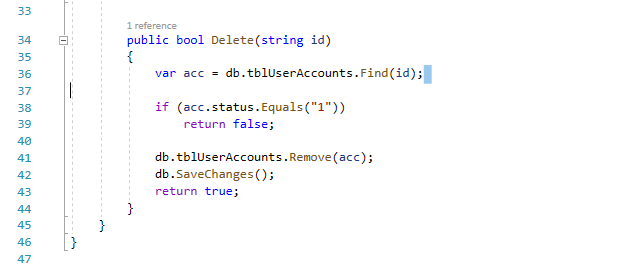 33
1 reference
34 public bool Delete(string id)
35 {
36 var acc = db.tblUserAccounts.Find(id);
37
38 if (acc.status.Equals("1"))
39 return false;
40
41 db.tblUserAccounts.Remove(acc);
42 db.SaveChanges();
43 return true;
44 }
45 }
46 }
47